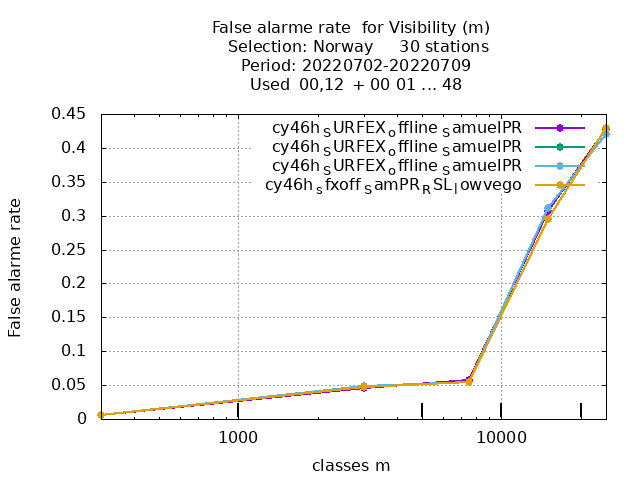 False alarme rate  for Visibility (m)
Selection: Norway     30 stations
Period: 20220702-20220709
Used  00,12  + 00 01 ... 48
cy46h_SURFEX_offline_SamuelPR
cy46h_SURFEX_offline_SamuelPR
cy46h_SURFEX_offline_SamuelPR
cy46h_sfxoff_SamPR_RSL_lowvego
0.45
0.4
0.35
0.3
0.25
0.2
0.15
0.1
0.05
0
False alarme rate
1000
10000
classes m